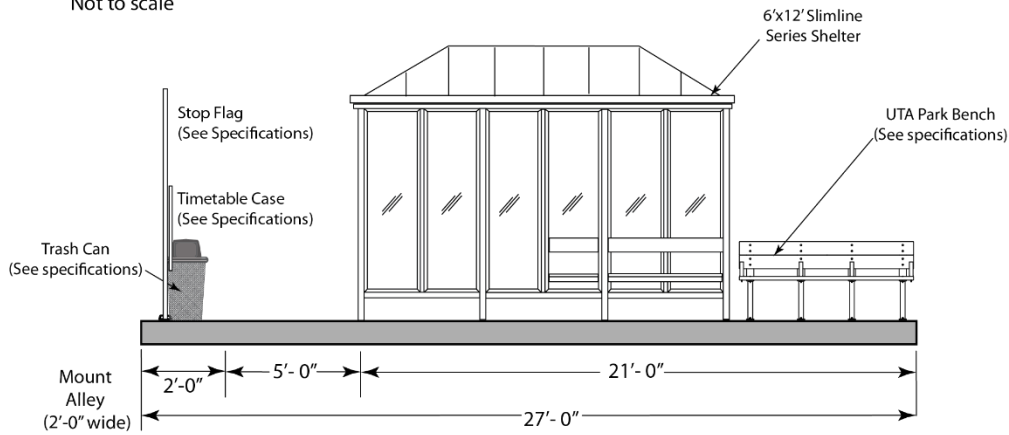 Not to scale
6'x12' Slimline
Series Shelter
Stop Flag
(See Specifications)
UTA Park Bench
(See specifications)
Timetable Case
(See Specifications)
Trash Can
(See specifications)
Mount
Alley
(2'-0" wide)
2'-0"
5'- 0"
21'- 0"
27'- 0"